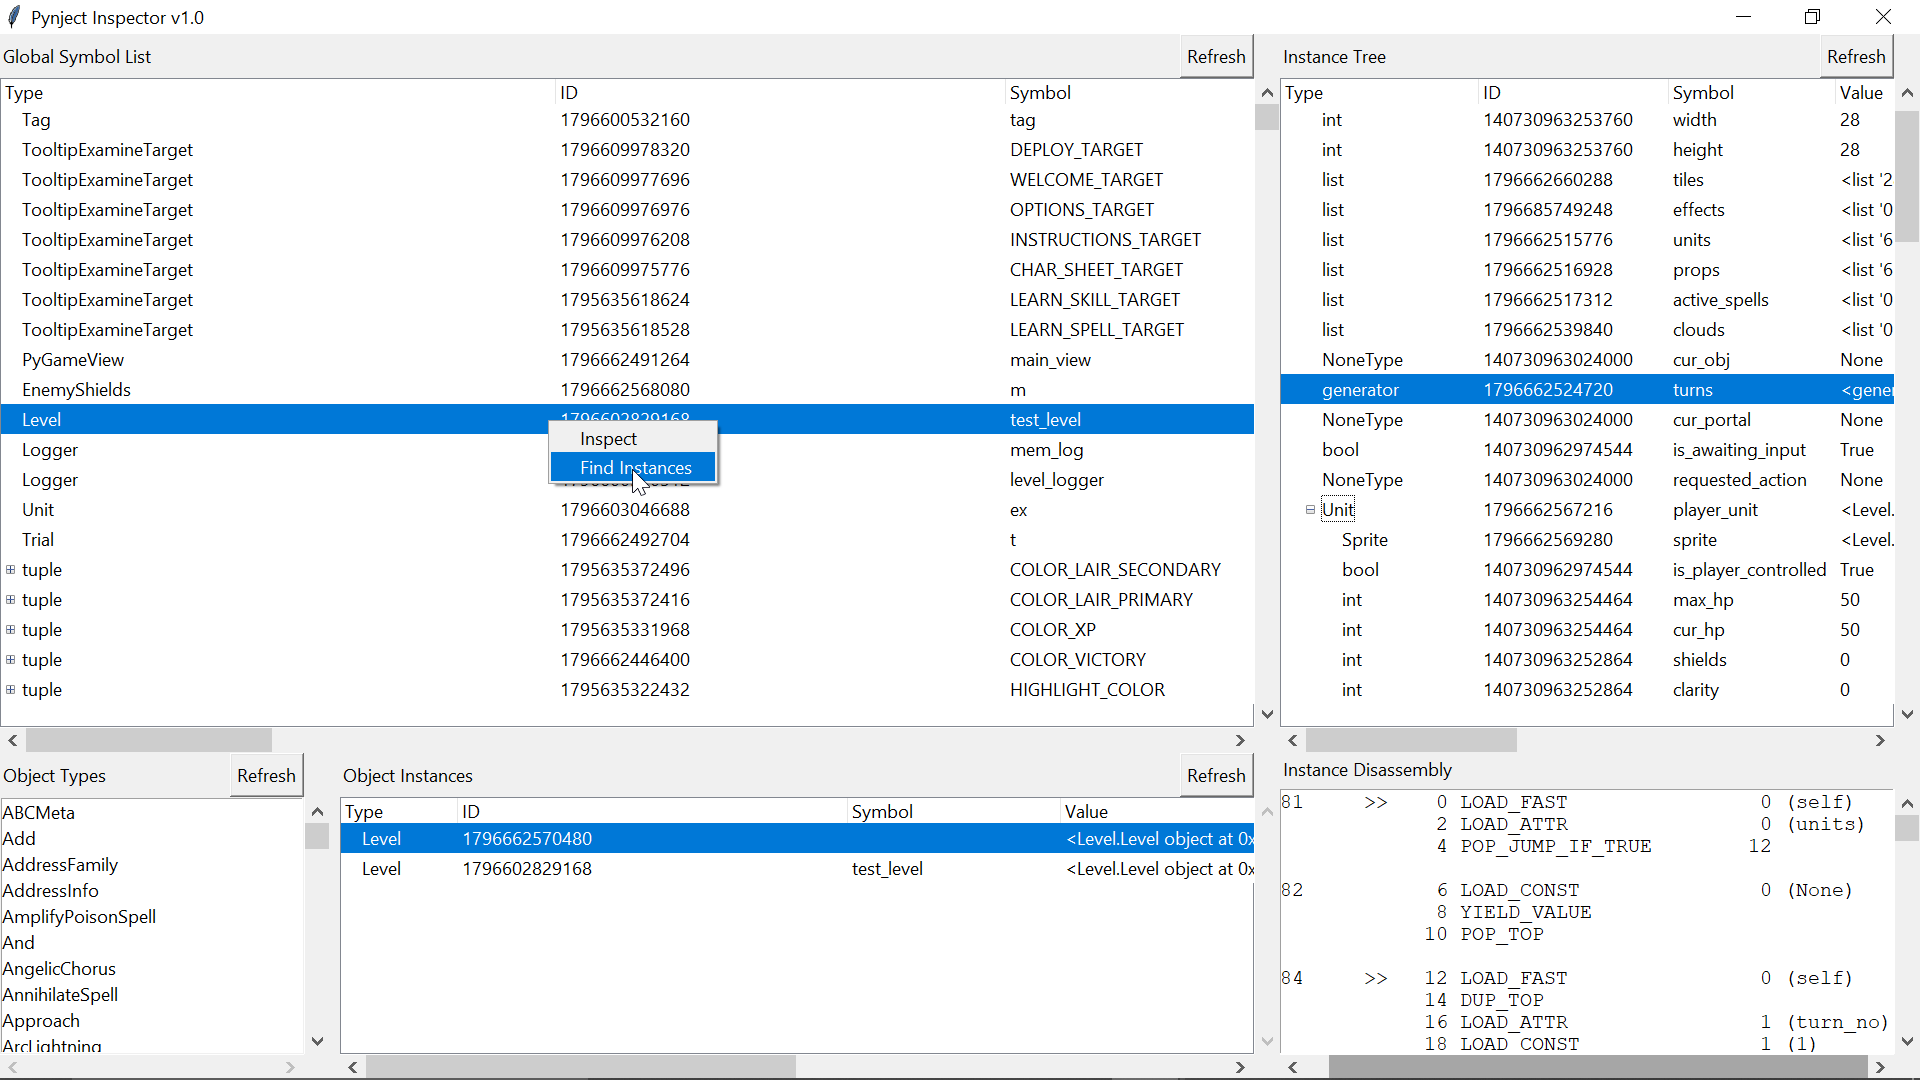 Pynject Inspector v1.0
Global Symbol List Refresh
Type ID Symbol
Tag 1796600532160 tag
TooltipExamineTarget 1796609978320 DEPLOY_TARGET
TooltipExamineTarget 1796609977696 WELCOME_TARGET
TooltipExamineTarget 1796609976976 OPTIONS_TARGET
TooltipExamineTarget 1796609976208 INSTRUCTIONS_TARGET
TooltipExamineTarget 1796609975776 CHAR_SHEET_TARGET
TooltipExamineTarget 1795635618624 LEARN_SKILL_TARGET
TooltipExamineTarget 1795635618528 LEARN_SPELL_TARGET
PyGameView 1796662491264 main_view
EnemyShields 1796662568080 m
Level 1796602829168 test_level
Inspect
Logger mem_log
Find Instances
Logger level_logger
Unit 1796603046688 ex
Trial 1796662492704 t
tuple 1795635372496 COLOR_LAIR_SECONDARY
tuple 1795635372416 COLOR_LAIR_PRIMARY
tuple 1795635331968 COLOR_XP
tuple 1796662446400 COLOR_VICTORY
tuple 1795635322432 HIGHLIGHT_COLOR
Instance Tree Refresh
Type ID Symbol Value
int 140730963253760 width 28
int 140730963253760 height 28
list 1796662660288 tiles <list '2
list 1796685749248 effects <list '0
list 1796662515776 units <list '6
list 1796662516928 props <list '6
list 1796662517312 active_spells <list '0
list 1796662539840 clouds <list '0
NoneType 140730963024000 cur_obj None
generator 1796662524720 turns <gener
NoneType 140730963024000 cur_portal None
bool 140730962974544 is_awaiting_input True
NoneType 140730963024000 requested_action None
Unit 1796662567216 player_unit <Level.
Sprite 1796662569280 sprite <Level.
bool 140730962974544 is_player_controlled True
int 140730963254464 max_hp 50
int 140730963254464 cur_hp 50
int 140730963252864 shields 0
int 140730963252864 clarity 0
Object Types Refresh
ABCMeta
Add
AddressFamily
AddressInfo
AmplifyPoisonSpell
And
AngelicChorus
AnnihilateSpell
Approach
ArcLightning
Object Instances Refresh
Type ID Symbol Value
Level 1796662570480 <Level.Level object at 0x
Level 1796602829168 test_level <Level.Level object at 0x
Instance Disassembly
81 >> 0 LOAD_FAST 0 (self)
2 LOAD_ATTR 0 (units)
4 POP_JUMP_IF_TRUE 12
82 6 LOAD_CONST 0 (None)
8 YIELD_VALUE
10 POP_TOP
84 >> 12 LOAD_FAST 0 (self)
14 DUP_TOP
16 LOAD_ATTR 1 (turn_no)
18 LOAD_CONST 1 (1)